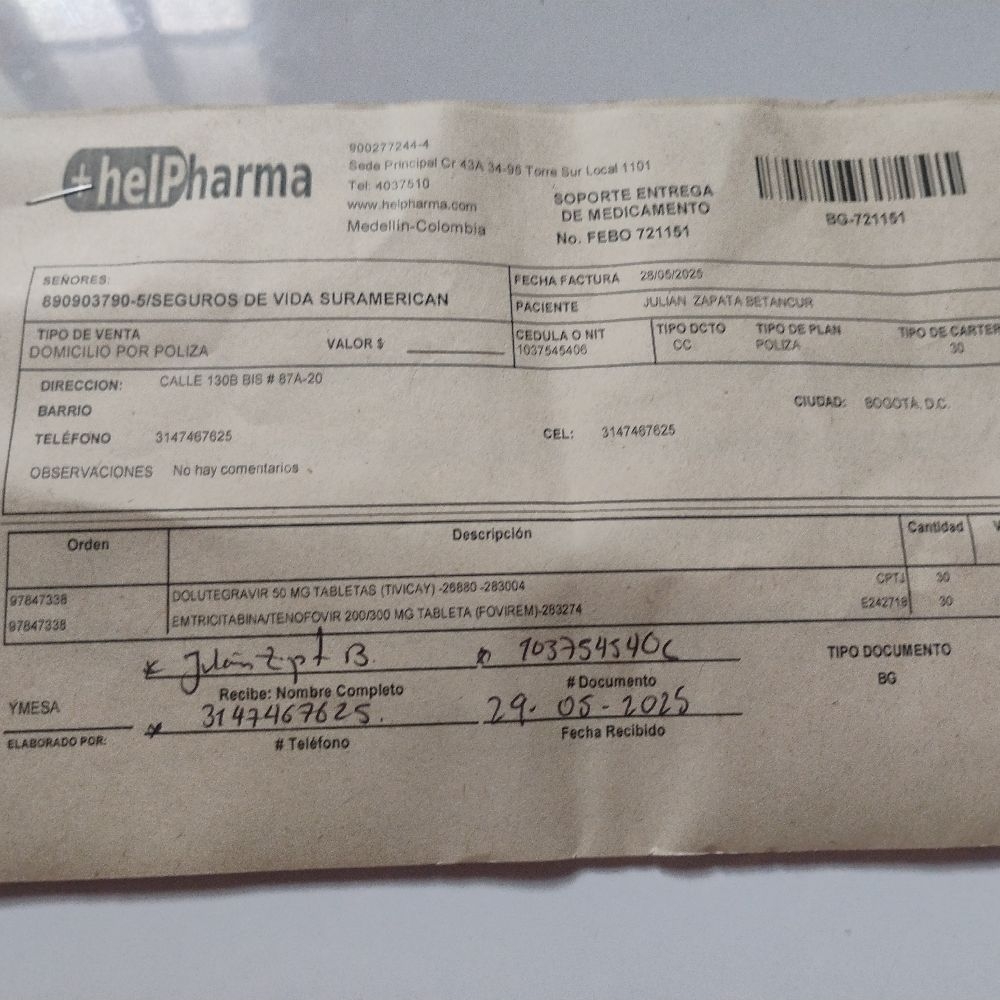 +helPharma
900277244-4
Sede Principal Cr 43A 34-95 Torre Sur Local 1101
Tel: 4037510
www.helpharma.com
Medellín-Colombia
SOPORTE ENTREGA
DE MEDICAMENTO
No. FEBO 721151
BG-721151
SEÑORES:
890903790-5/SEGUROS DE VIDA SURAMERICAN
FECHA FACTURA 28/05/2025
PACIENTE JULIÁN ZAPATA BETANCUR
TIPO DE VENTA
DOMICILIO POR POLIZA
VALOR $
CEDULA O NIT
1037545406
TIPO DCTO
CC
TIPO DE PLAN
POLIZA
TIPO DE CARTER
30
DIRECCION: CALLE 130B BIS # 87A-20
BARRIO
CIUDAD: BOGOTÁ, D.C.
TELÉFONO 3147467625
CEL: 3147467625
OBSERVACIONES No hay comentarios
Orden Descripción Cantidad V
97847338 DOLUTEGRAVIR 50 MG TABLETAS (TIVICAY) -26880 -283004 CPTJ 30
97847338 EMTRICITABINA/TENOFOVIR 200/300 MG TABLETA (FOVIREM)-283274 E242718 30
Julián Zpt B. 1037545406
Recibe: Nombre Completo # Documento
TIPO DOCUMENTO
BG
YMESA 3147467625. 29-05-2025
ELABORADO POR: # Teléfono Fecha Recibido